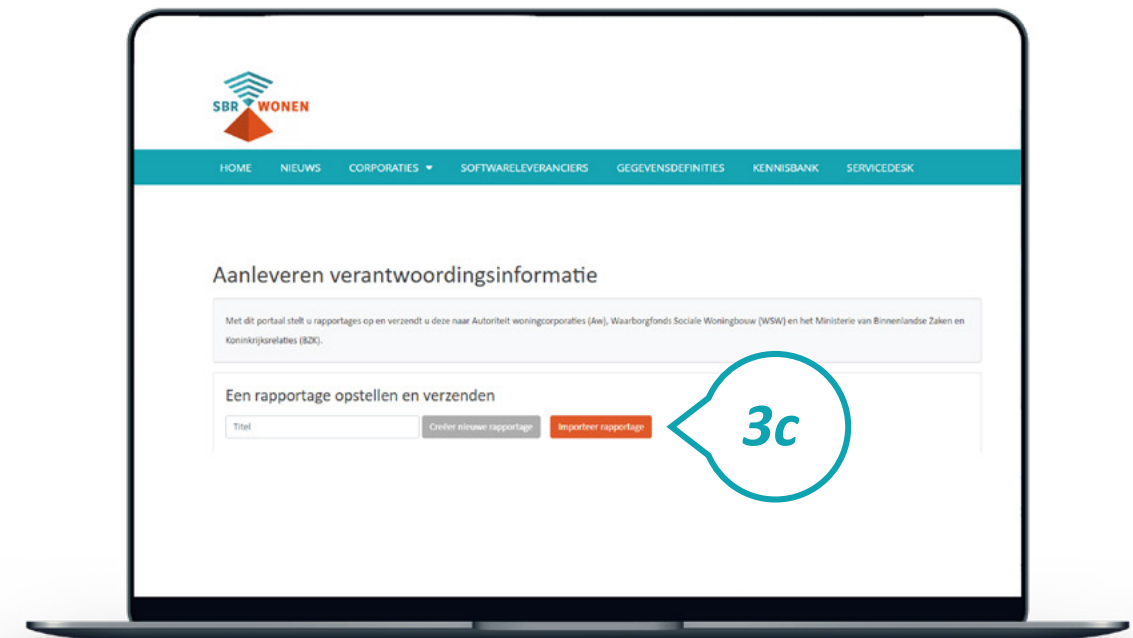 SBR WONEN
HOME NIEUWS CORPORATIES SOFTWARELEVERANCIERS GEGEVENSDEFINITIES KENNISBANK SERVICEDESK
Aanleveren verantwoordingsinformatie
Met dit portaal stelt u rapportages op en verzendt u deze naar Autoriteit woningcorporaties (Aw), Waarborgfonds Sociale Woningbouw (WSW) en het Ministerie van Binnenlandse Zaken en
Koninkrijksrelaties (BZK).
Een rapportage opstellen en verzenden
Titel Creëer nieuwe rapportage Importeer rapportage
3c